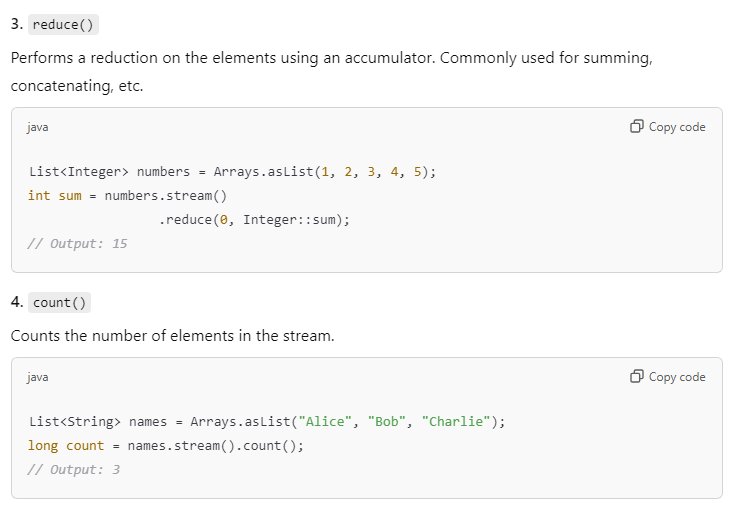 3. reduce()
Performs a reduction on the elements using an accumulator. Commonly used for summing,
concatenating, etc.
java Copy code
List<Integer> numbers = Arrays.asList(1, 2, 3, 4, 5);
int sum = numbers.stream()
                 .reduce(0, Integer::sum);
// Output: 15
4. count()
Counts the number of elements in the stream.
java Copy code
List<String> names = Arrays.asList("Alice", "Bob", "Charlie");
long count = names.stream().count();
// Output: 3